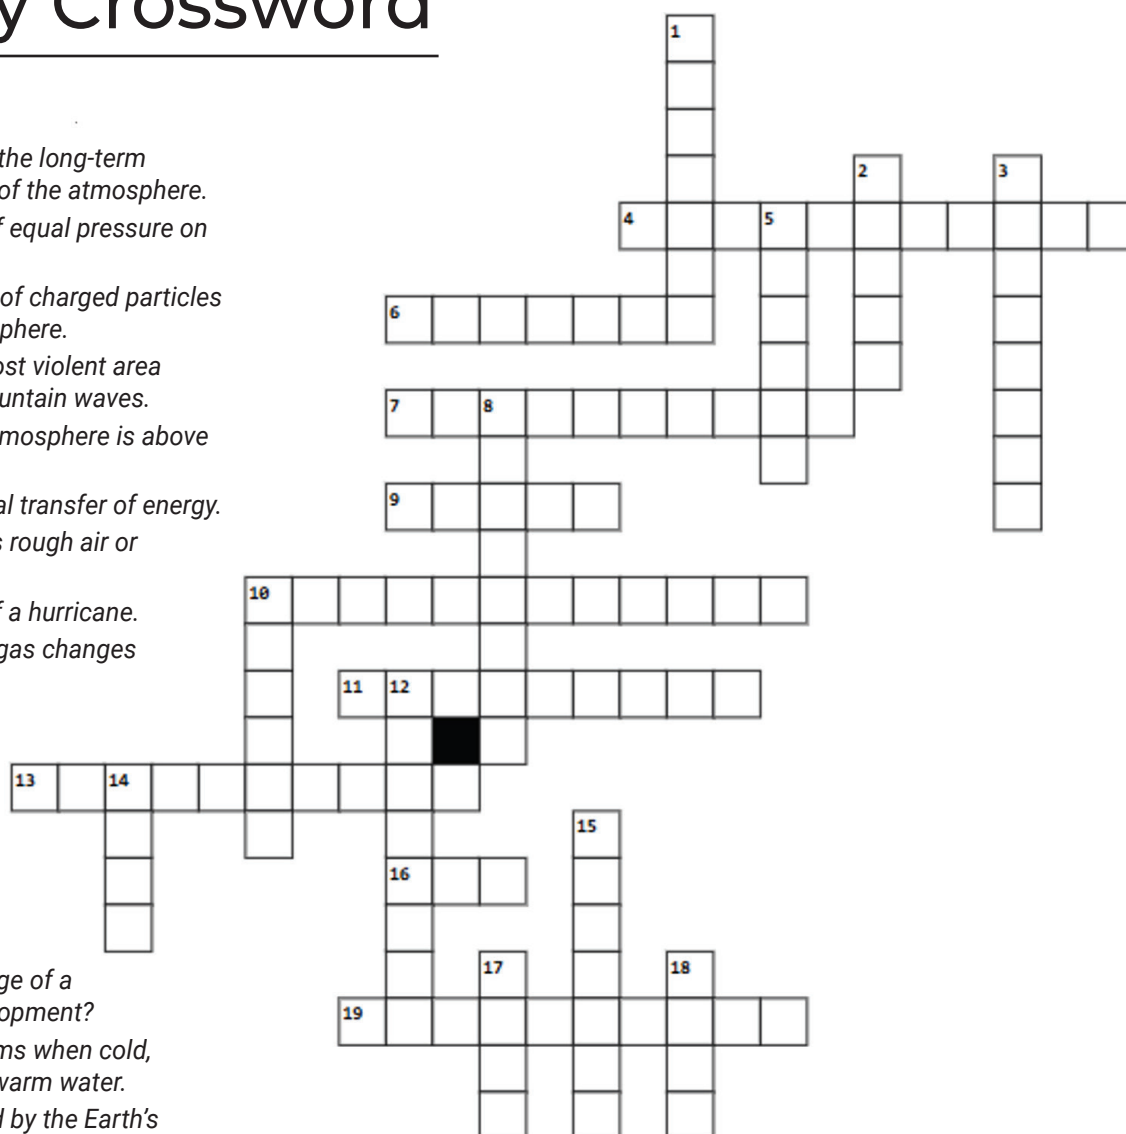 y Crossword
the long-term
of the atmosphere.
f equal pressure on
of charged particles
phere.
ost violent area
untain waves.
mosphere is above
al transfer of energy.
s rough air or
f a hurricane.
gas changes
ge of a
opment?
ms when cold,
warm water.
d by the Earth’s
1
2
3
4 5
6
7 8
9
10
11 12
13 14
15
16
17 18
19